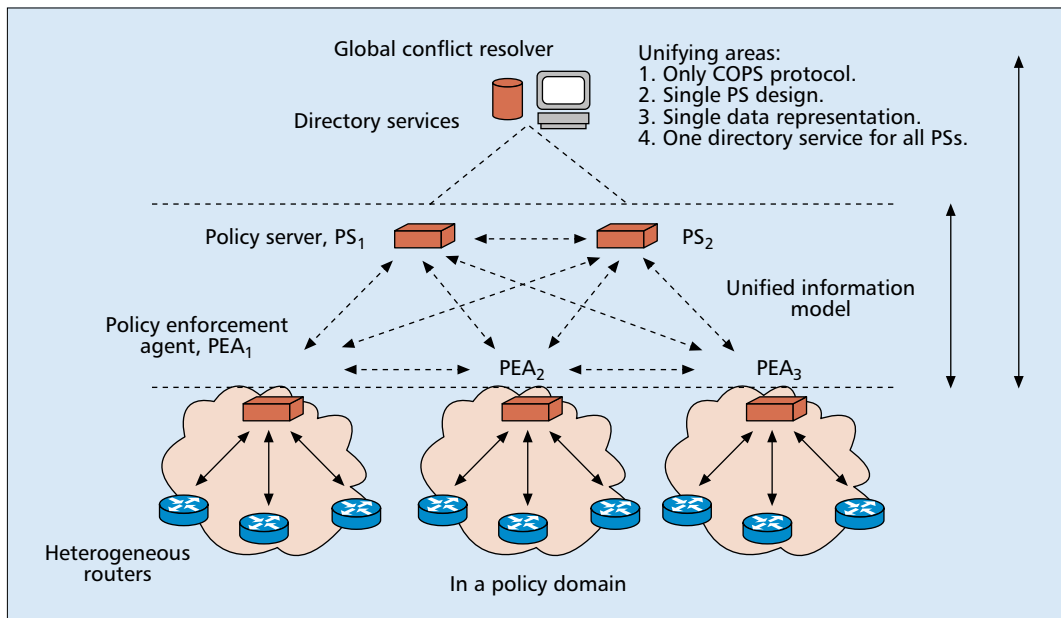 Global conflict resolver
Directory services
Unifying areas:
1. Only COPS protocol.
2. Single PS design.
3. Single data representation.
4. One directory service for all PSs.
Policy server, PS₁
PS₂
Unified information
model
Policy enforcement
agent, PEA₁
PEA₂
PEA₃
Heterogeneous
routers
In a policy domain